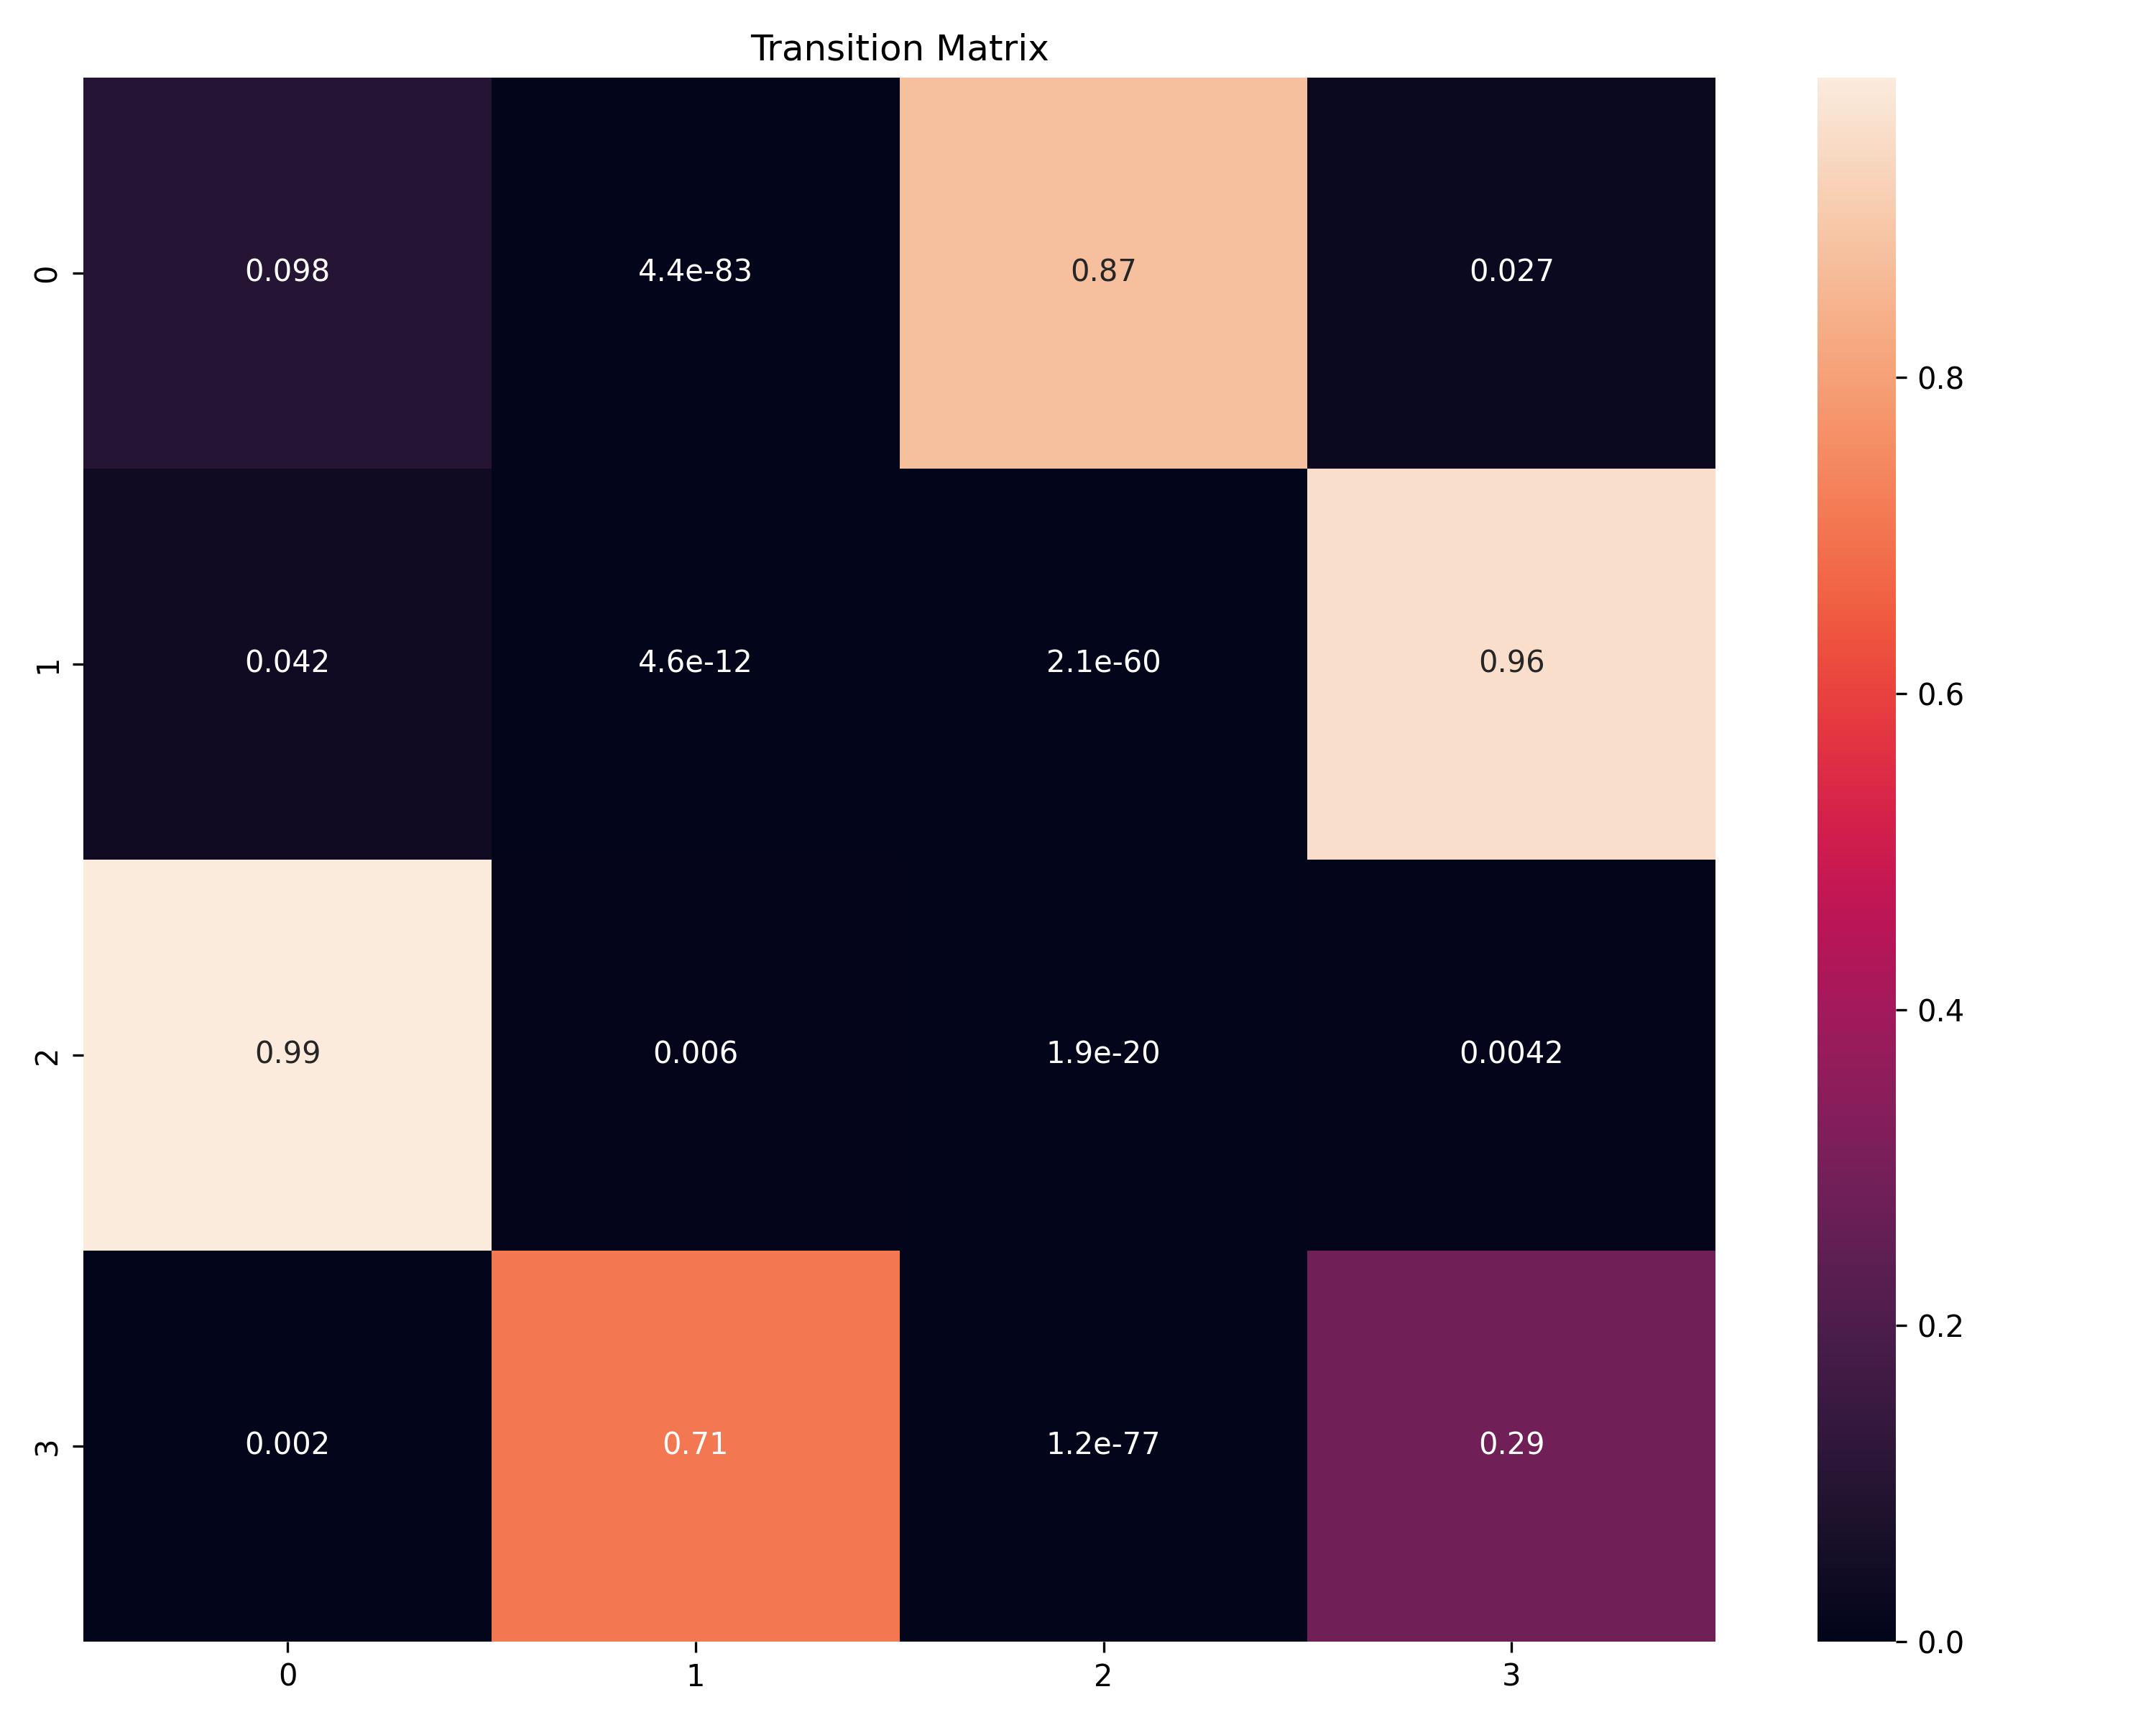 Transition Matrix
0 0.098 4.4e-83 0.87 0.027
0.8
1 0.042 4.6e-12 2.1e-60 0.96
0.6
0.4
2 0.99 0.006 1.9e-20 0.0042
0.2
3 0.002 0.71 1.2e-77 0.29
0.0
0 1 2 3